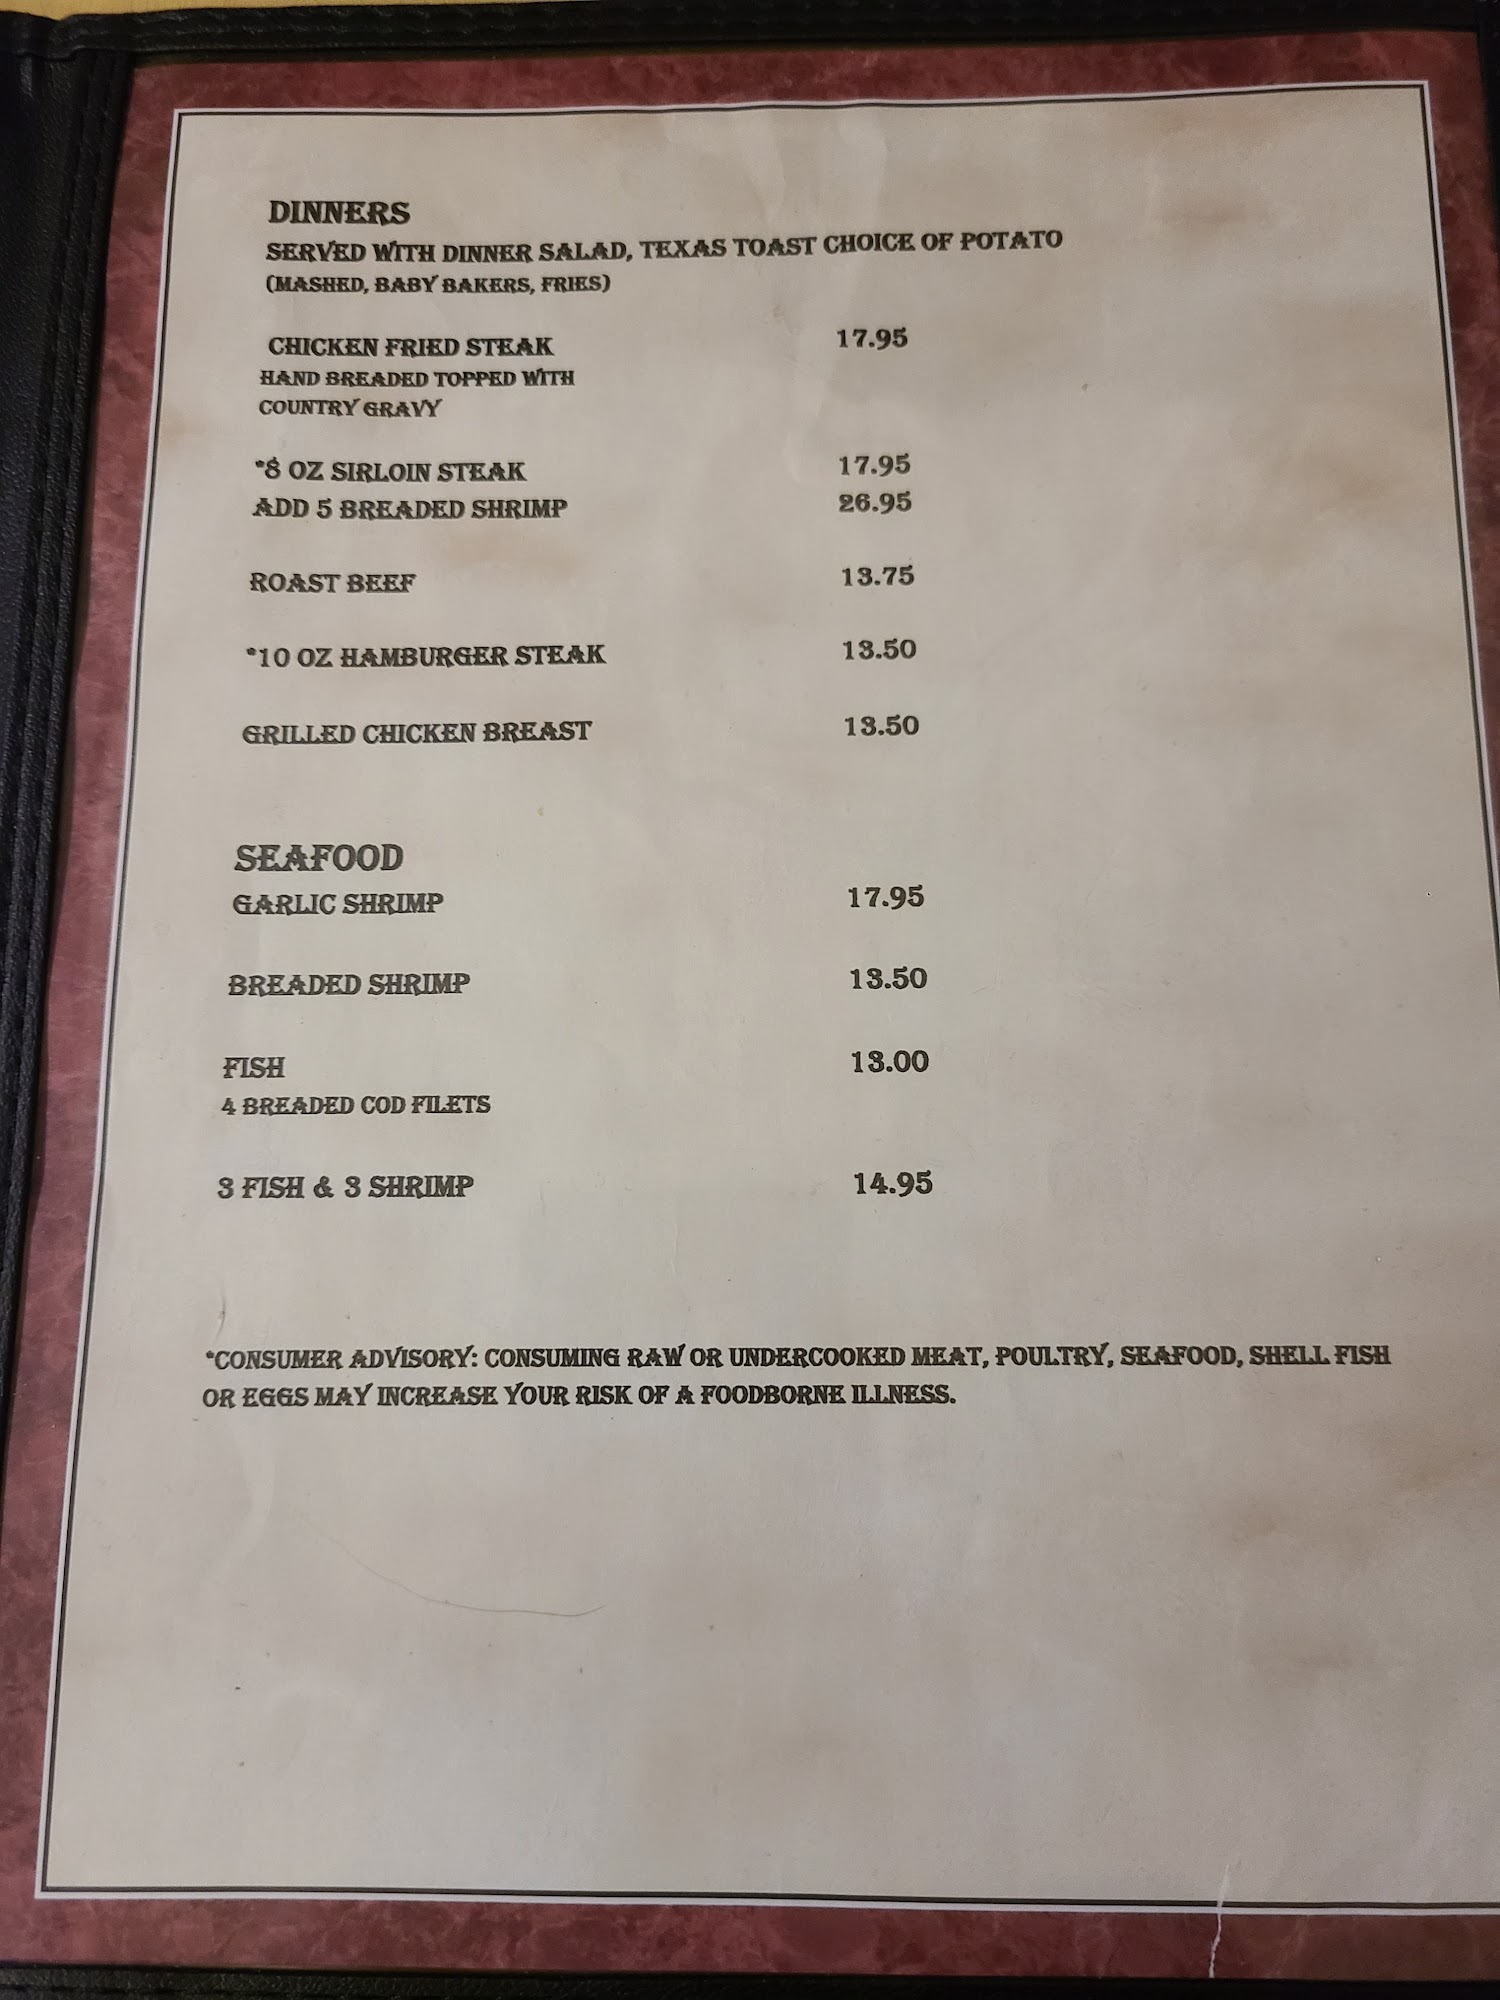 DINNERS
SERVED WITH DINNER SALAD, TEXAS TOAST CHOICE OF POTATO
(MASHED, BABY BAKERS, FRIES)
CHICKEN FRIED STEAK 17.95
HAND BREADED TOPPED WITH
COUNTRY GRAVY
*8 OZ SIRLOIN STEAK 17.95
ADD 5 BREADED SHRIMP 26.95
ROAST BEEF 13.75
*10 OZ HAMBURGER STEAK 13.50
GRILLED CHICKEN BREAST 13.50
SEAFOOD
GARLIC SHRIMP 17.95
BREADED SHRIMP 13.50
FISH 13.00
4 BREADED COD FILETS
3 FISH & 3 SHRIMP 14.95
*CONSUMER ADVISORY: CONSUMING RAW OR UNDERCOOKED MEAT, POULTRY, SEAFOOD, SHELL FISH
OR EGGS MAY INCREASE YOUR RISK OF A FOODBORNE ILLNESS.